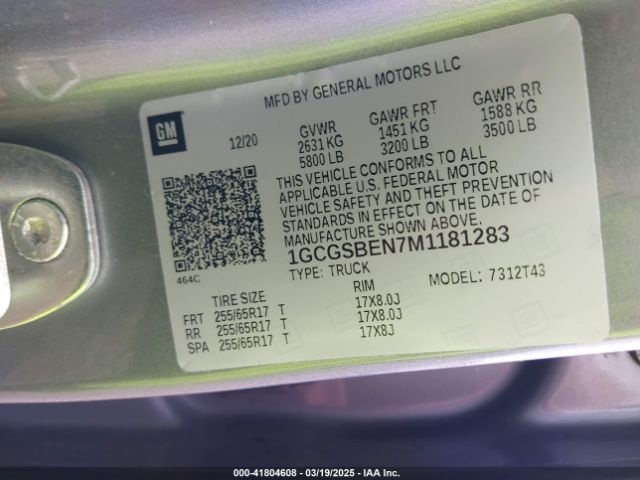 MFD BY GENERAL MOTORS LLC
GM
12/20
GVWR GAWR FRT GAWR RR
2631 KG 1451 KG 1588 KG
5800 LB 3200 LB 3500 LB
THIS VEHICLE CONFORMS TO ALL
APPLICABLE U.S. FEDERAL MOTOR
VEHICLE SAFETY AND THEFT PREVENTION
STANDARDS IN EFFECT ON THE DATE OF
MANUFACTURE SHOWN ABOVE.
1GCGSBEN7M1181283
464C
TYPE: TRUCK MODEL: 7312T43
TIRE SIZE RIM
FRT 255/65R17 T 17X8.0J
RR 255/65R17 T 17X8.0J
SPA 255/65R17 T 17X8J
000-41804608 - 03/19/2025 - IAAI.COM